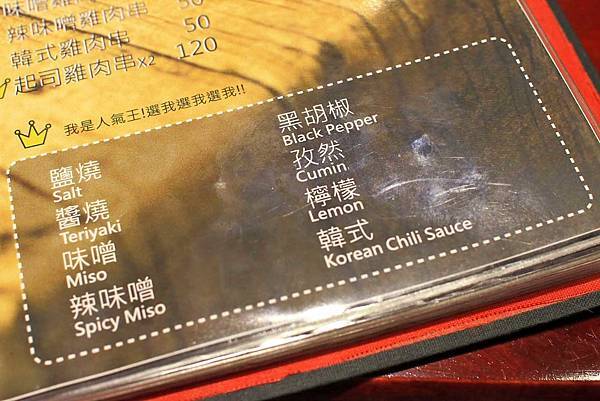 味噌雞肉串 50
辣味噌雞肉串 50
韓式雞肉串 50
起司雞肉串X2 120
我是人氣王!選我選我選我!!
鹽燒
Salt
醬燒
Teriyaki
味噌
Miso
辣味噌
Spicy Miso
黑胡椒
Black Pepper
孜然
Cumin
檸檬
Lemon
韓式
Korean Chili Sauce